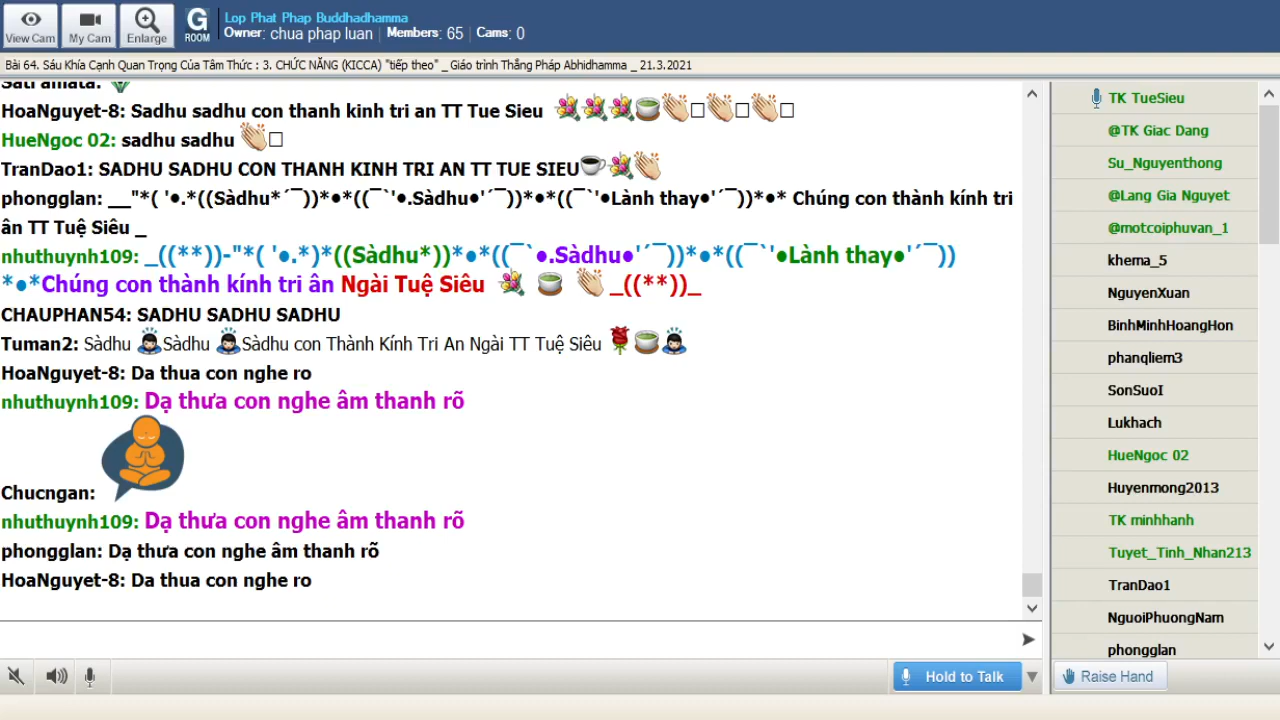 View Cam
My Cam
Enlarge
G
ROOM
Lop Phat Phap Buddhadhamma
Owner: chua phap luan | Members: 65 | Cams: 0
Bài 64. Sáu Khía Cạnh Quan Trọng Của Tâm Thức : 3. CHỨC NĂNG (KICCA) "tiếp theo" _ Giáo trình Thắng Pháp Abhidhamma _ 21.3.2021
Sati amata:
HoaNguyet-8: Sadhu sadhu con thanh kinh tri an TT Tue Sieu
HueNgoc 02: sadhu sadhu
TranDao1: SADHU SADHU CON THANH KINH TRI AN TT TUE SIEU
phongglan: __"*( '●.*((Sàdhu*´¯))*●*((¯`'●.Sàdhu●'´¯))*●*((¯`'●Lành thay●'´¯))*●* Chúng con thành kính tri
ân TT Tuệ Siêu _
nhuthuynh109: _((**))-"*( '●.*)*((Sàdhu*))*●*((¯`●.Sàdhu●'´¯))*●*((¯`'●Lành thay●'´¯))
*●*Chúng con thành kính tri ân Ngài Tuệ Siêu _((**))_
CHAUPHAN54: SADHU SADHU SADHU
Tuman2: Sàdhu Sàdhu Sàdhu con Thành Kính Tri An Ngài TT Tuệ Siêu
HoaNguyet-8: Da thua con nghe ro
nhuthuynh109: Dạ thưa con nghe âm thanh rõ
Chucngan:
nhuthuynh109: Dạ thưa con nghe âm thanh rõ
phongglan: Dạ thưa con nghe âm thanh rõ
HoaNguyet-8: Da thua con nghe ro
Hold to Talk
TK TueSieu
@TK Giac Dang
Su_Nguyenthong
@Lang Gia Nguyet
@motcoiphuvan_1
khema_5
NguyenXuan
BinhMinhHoangHon
phanqliem3
SonSuoI
Lukhach
HueNgoc 02
Huyenmong2013
TK minhhanh
Tuyet_Tinh_Nhan213
TranDao1
NguoiPhuongNam
phongglan
Raise Hand